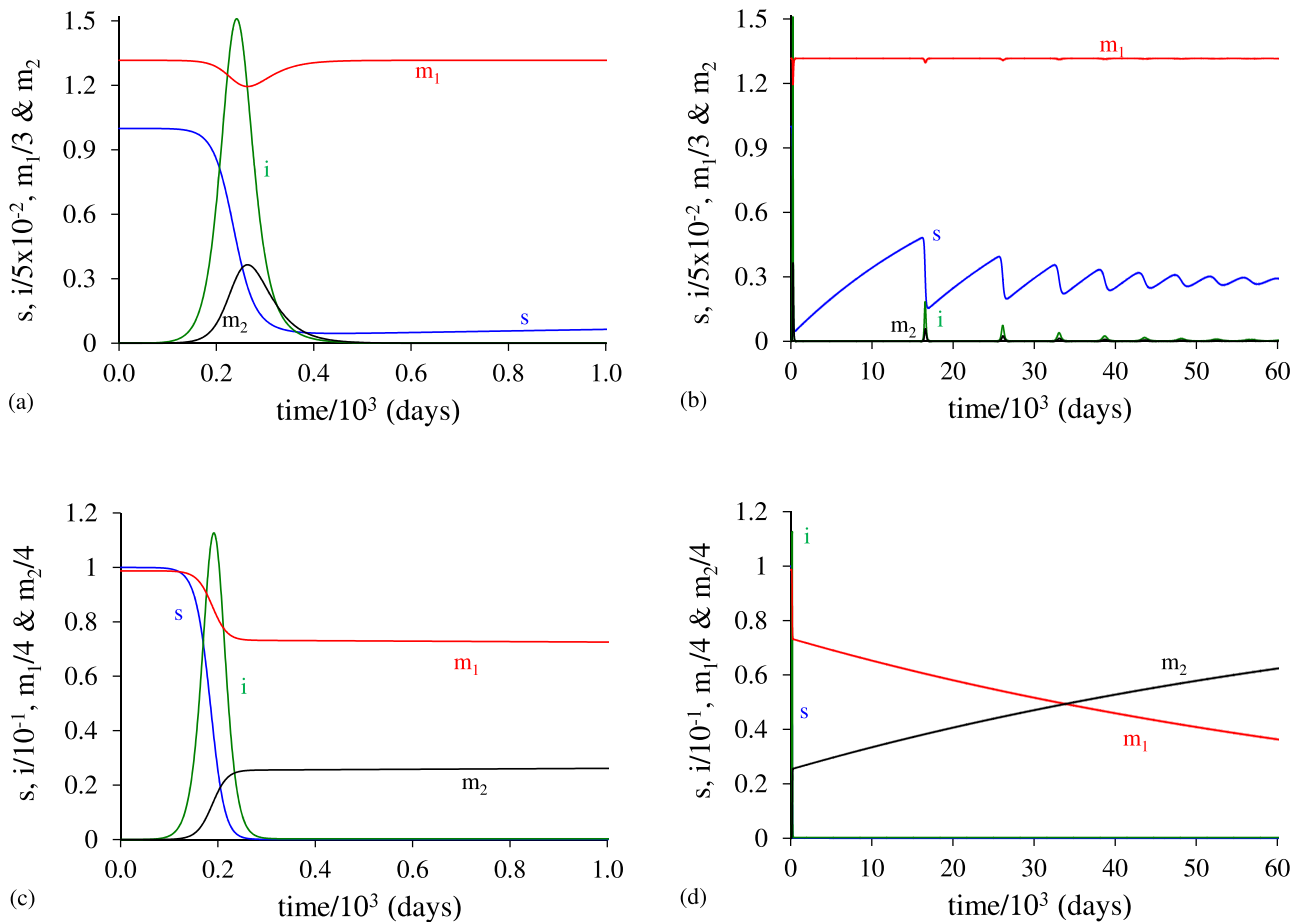 s, i/5x10⁻², m₁/3 & m₂
1.5
1.2
0.9
0.6
0.3
0
m₁
i
m₂
s
0.0 0.2 0.4 0.6 0.8 1.0
(a)
time/10³ (days)
s, i/5x10⁻², m₁/3 & m₂
1.5
1.2
0.9
0.6
0.3
0
m₁
s
m₂
i
0 10 20 30 40 50 60
(b)
time/10³ (days)
s, i/10⁻¹, m₁/4 & m₂/4
1.2
1
0.8
0.6
0.4
0.2
0
s
i
m₁
m₂
0.0 0.2 0.4 0.6 0.8 1.0
(c)
time/10³ (days)
s, i/10⁻¹, m₁/4 & m₂/4
1.2
1
0.8
0.6
0.4
0.2
0
i
s
m₂
m₁
0 10 20 30 40 50 60
(d)
time/10³ (days)